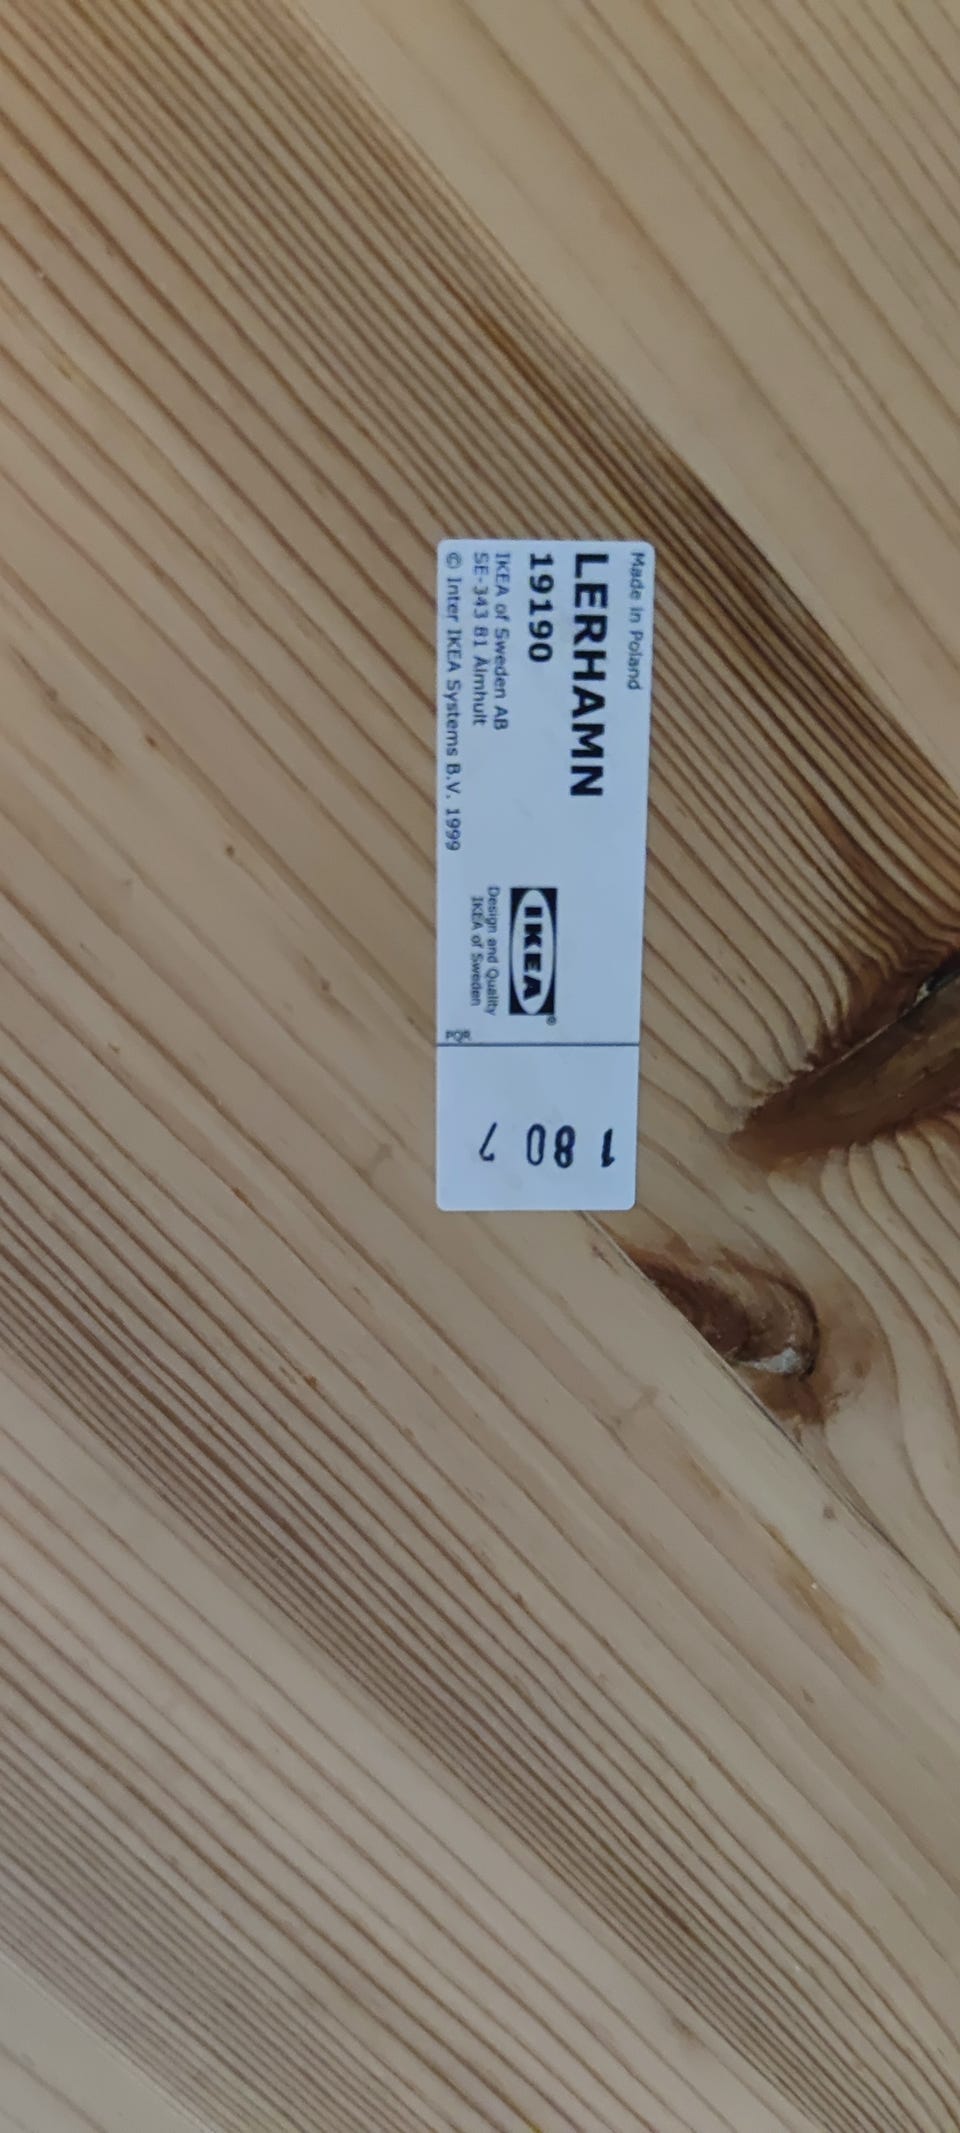 Made in Poland
LERHAMN
19190
IKEA of Sweden AB
SE-343 81 Älmhult
© Inter IKEA Systems B.V. 1999
IKEA®
Design and Quality
IKEA of Sweden
PQR